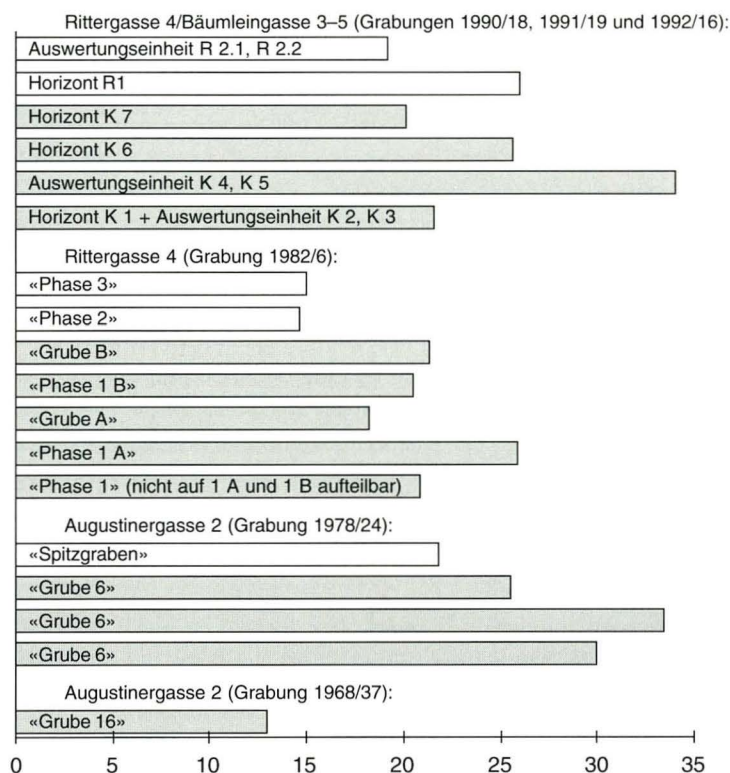 Rittergasse 4/Bäumleingasse 3–5 (Grabungen 1990/18, 1991/19 und 1992/16):
Auswertungseinheit R 2.1, R 2.2
Horizont R1
Horizont K 7
Horizont K 6
Auswertungseinheit K 4, K 5
Horizont K 1 + Auswertungseinheit K 2, K 3
Rittergasse 4 (Grabung 1982/6):
«Phase 3»
«Phase 2»
«Grube B»
«Phase 1 B»
«Grube A»
«Phase 1 A»
«Phase 1» (nicht auf 1 A und 1 B aufteilbar)
Augustinergasse 2 (Grabung 1978/24):
«Spitzgraben»
«Grube 6»
«Grube 6»
«Grube 6»
Augustinergasse 2 (Grabung 1968/37):
«Grube 16»
0 5 10 15 20 25 30 35